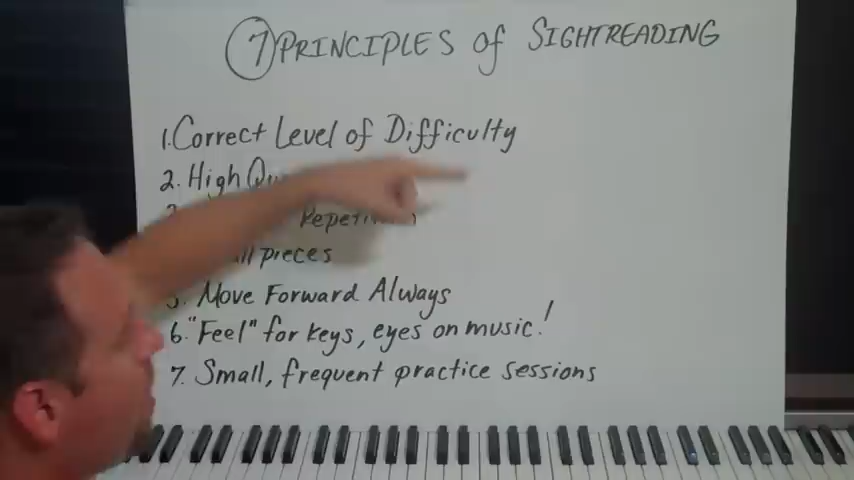 7 PRINCIPLES of SIGHTREADING
1. Correct Level of Difficulty
2. High
Repetition
pieces
5. Move Forward Always
6. "Feel" for keys, eyes on music!
7. Small, frequent practice sessions